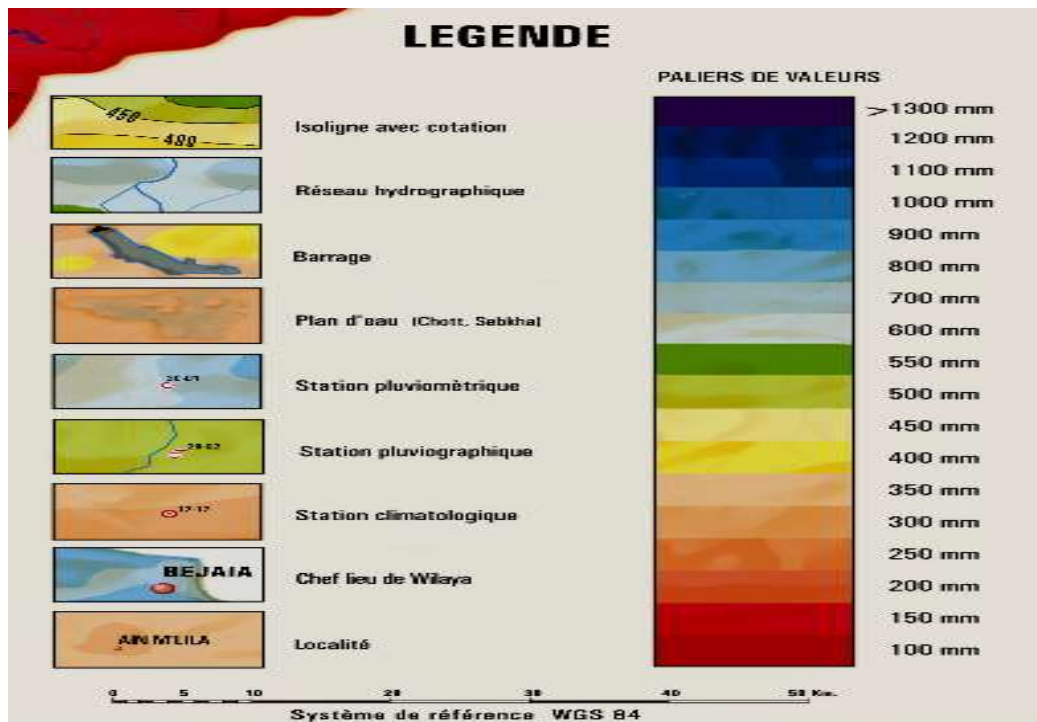 LEGENDE
PALIERS DE VALEURS
450
400
Isoligne avec cotation
Réseau hydrographique
Barrage
Plan d'eau (Chott, Sebkha)
Station pluviomètrique
Station pluviographique
12-12
Station climatologique
BEJAIA
Chef lieu de Wilaya
AIN M'LILA
Localité
>1300 mm
1200 mm
1100 mm
1000 mm
900 mm
800 mm
700 mm
600 mm
550 mm
500 mm
450 mm
400 mm
350 mm
300 mm
250 mm
200 mm
150 mm
100 mm
0 5 10 20 30 40 50 Km.
Système de référence WGS 84